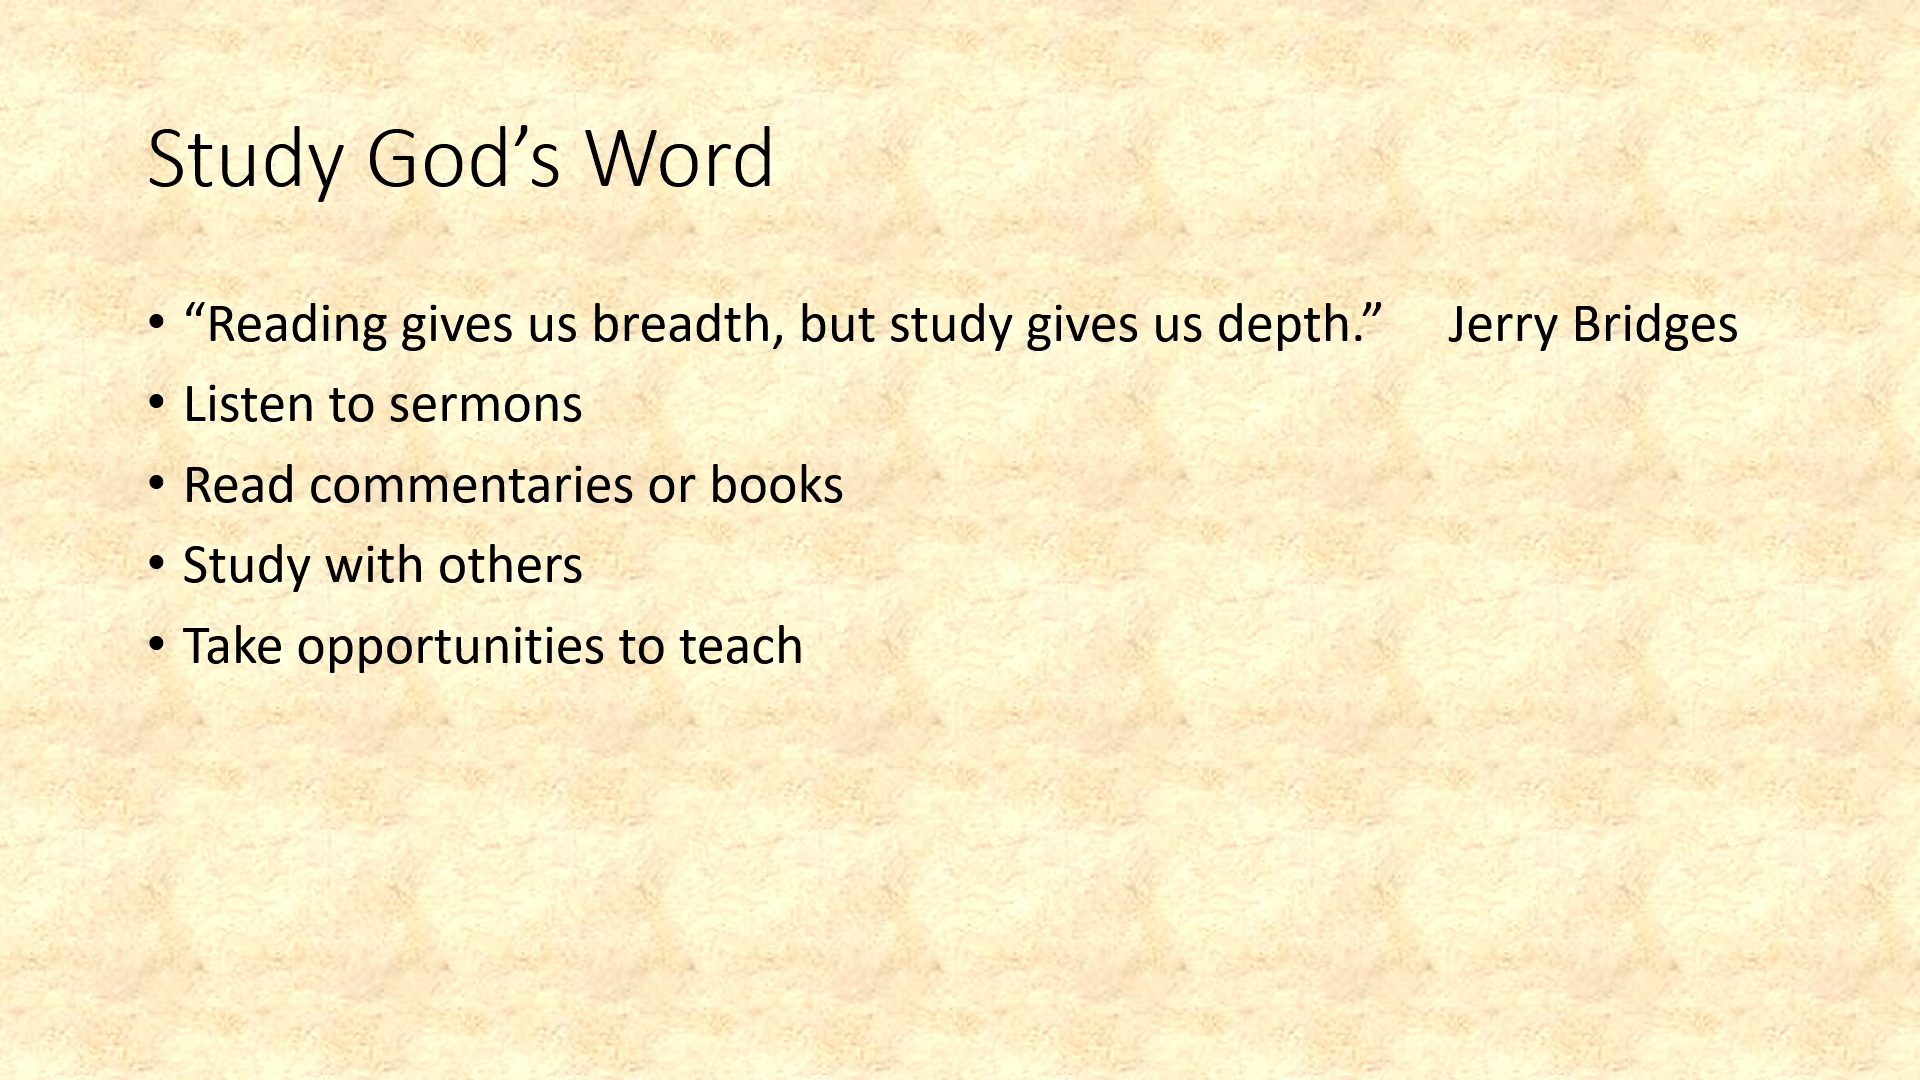 Study God’s Word
• “Reading gives us breadth, but study gives us depth.” Jerry Bridges
• Listen to sermons
• Read commentaries or books
• Study with others
• Take opportunities to teach